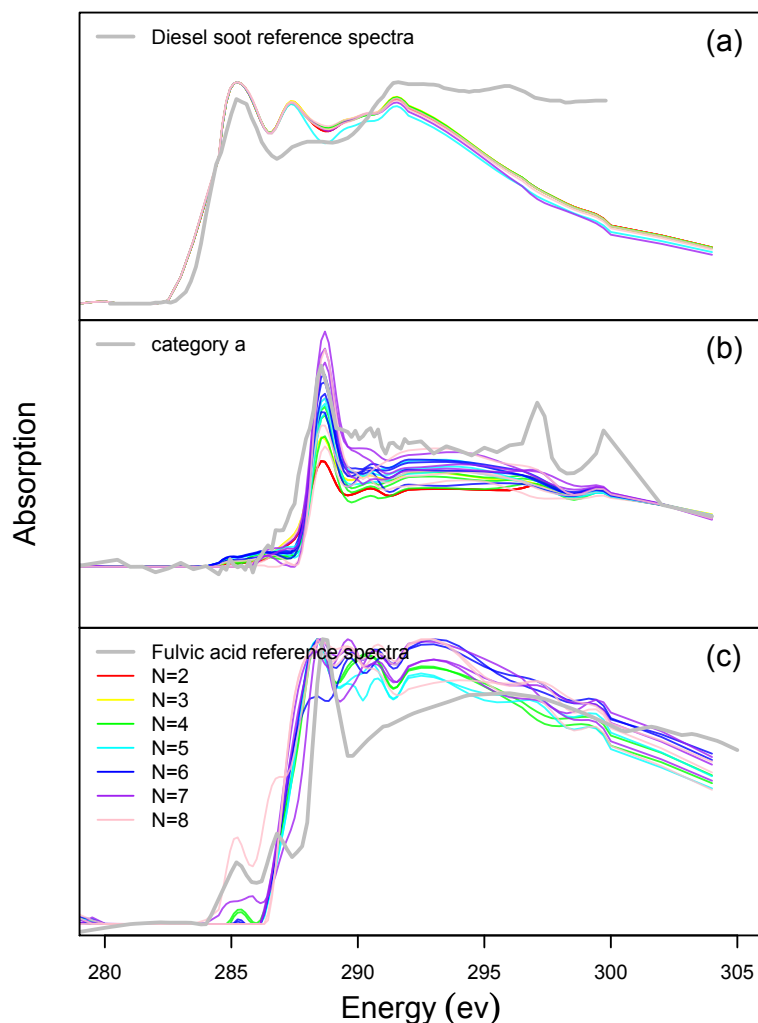 Diesel soot reference spectra
(a)
category a
(b)
Absorption
Fulvic acid reference spectra
(c)
N=2
N=3
N=4
N=5
N=6
N=7
N=8
280 285 290 295 300 305
Energy (ev)